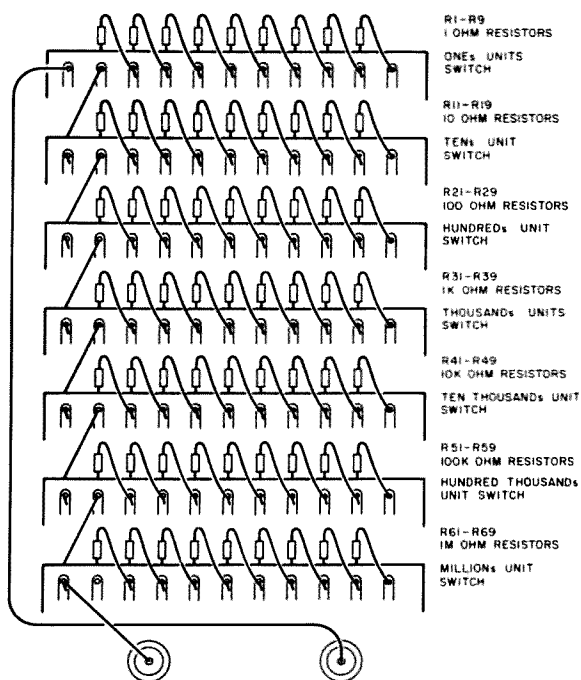 R1-R9
1 OHM RESISTORS
ONEs UNITS
SWITCH
R11-R19
10 OHM RESISTORS
TENs UNIT
SWITCH
R21-R29
100 OHM RESISTORS
HUNDREDs UNIT
SWITCH
R31-R39
1K OHM RESISTORS
THOUSANDs UNITS
SWITCH
R41-R49
10K OHM RESISTORS
TEN THOUSANDs UNIT
SWITCH
R51-R59
100K OHM RESISTORS
HUNDRED THOUSANDs
UNIT SWITCH
R61-R69
1M OHM RESISTORS
MILLIONs UNIT
SWITCH